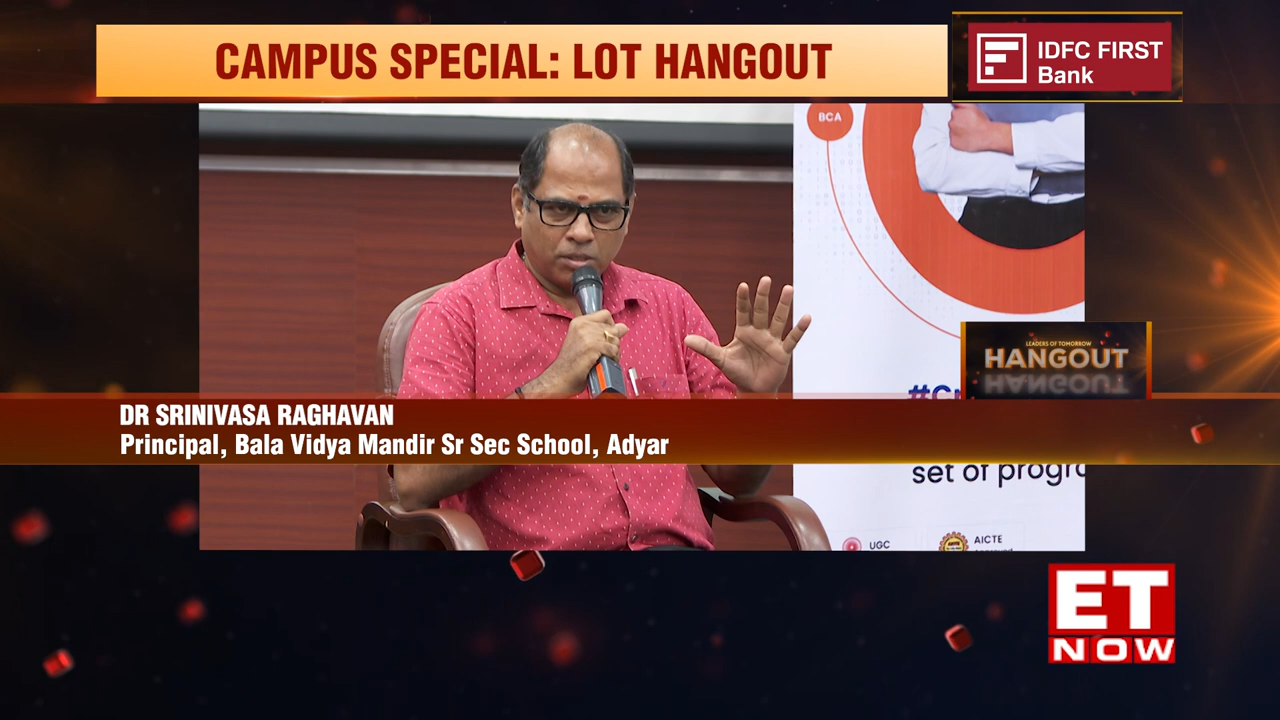 CAMPUS SPECIAL: LOT HANGOUT
IDFC FIRST
Bank
BCA
LEADERS OF TOMORROW
HANGOUT
DR SRINIVASA RAGHAVAN
Principal, Bala Vidya Mandir Sr Sec School, Adyar
set of
UGC
AICTE
ET
NOW